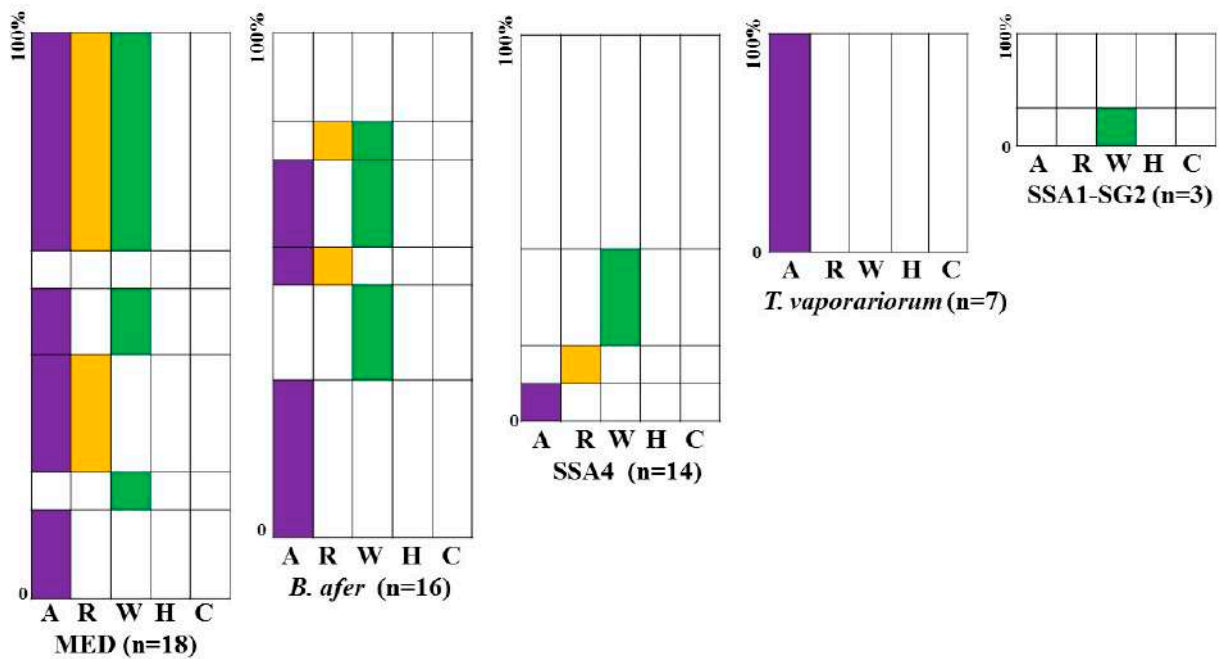 100%
0
A R W H C
MED (n=18)
100%
0
A R W H C
B. afer (n=16)
100%
0
A R W H C
SSA4 (n=14)
100%
0
A R W H C
T. vaporariorum (n=7)
100%
0
A R W H C
SSA1-SG2 (n=3)